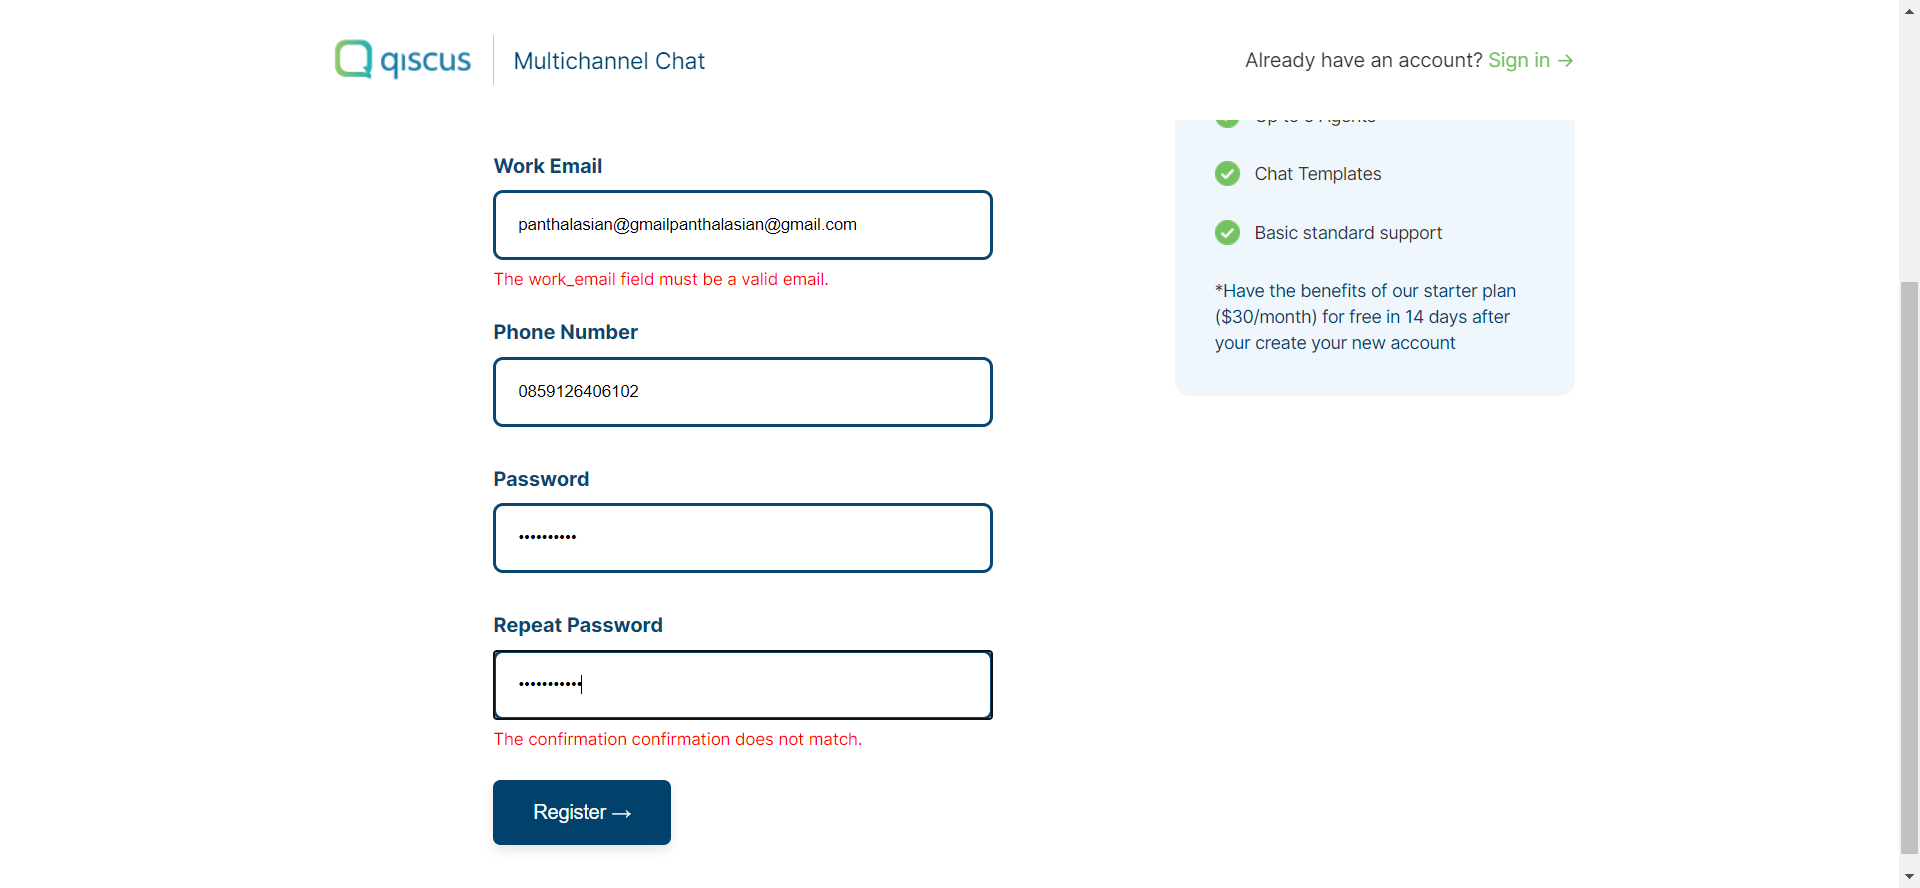 qiscus
Multichannel Chat
Already have an account? Sign in →
Work Email
panthalasian@gmailpanthalasian@gmail.com
The work_email field must be a valid email.
Phone Number
0859126406102
Password
••••••••••
Repeat Password
•••••••••••
The confirmation confirmation does not match.
Register →
Agents
Chat Templates
Basic standard support
*Have the benefits of our starter plan
($30/month) for free in 14 days after
your create your new account